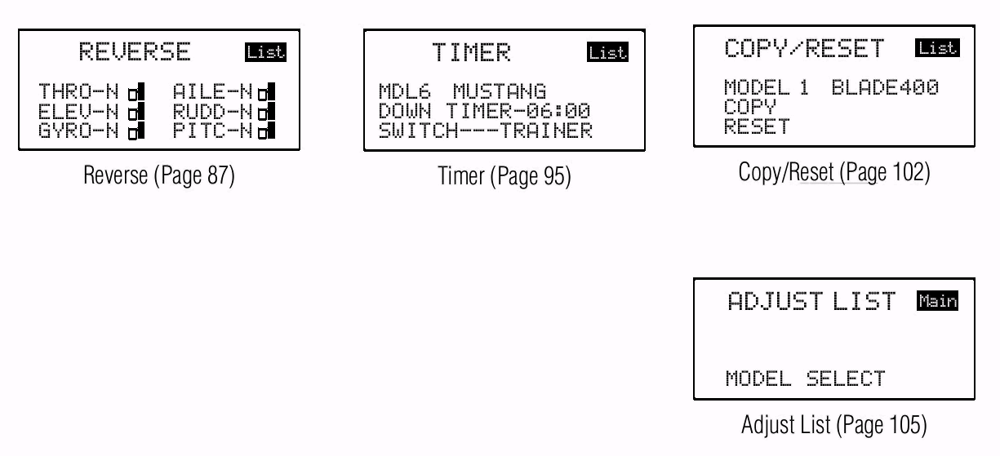 REVERSE List
THRO-N AILE-N
ELEV-N RUDD-N
GYRO-N PITC-N
Reverse (Page 87)
TIMER List
MDL6 MUSTANG
DOWN TIMER-06:00
SWITCH---TRAINER
Timer (Page 95)
COPY/RESET List
MODEL 1 BLADE400
COPY
RESET
Copy/Reset (Page 102)
ADJUST LIST Main
MODEL SELECT
Adjust List (Page 105)